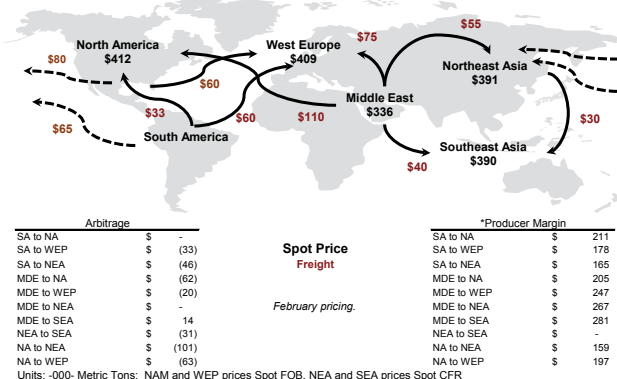 $55
$75
North America
$412
West Europe
$409
$80
Northeast Asia
$391
$60
Middle East
$336
$33
$60
$110
$30
$65
South America
Southeast Asia
$390
$40
Arbitrage
SA to NA $ -
SA to WEP $ (33)
SA to NEA $ (46)
MDE to NA $ (62)
MDE to WEP $ (20)
MDE to NEA $ -
MDE to SEA $ 14
NEA to SEA $ (31)
NA to NEA $ (101)
NA to WEP $ (63)
Spot Price
Freight
February pricing.
*Producer Margin
SA to NA $ 211
SA to WEP $ 178
SA to NEA $ 165
MDE to NA $ 205
MDE to WEP $ 247
MDE to NEA $ 267
MDE to SEA $ 281
NEA to SEA $ -
NA to NEA $ 159
NA to WEP $ 197
Units: -000- Metric Tons; NAM and WEP prices Spot FOB, NEA and SEA prices Spot CFR